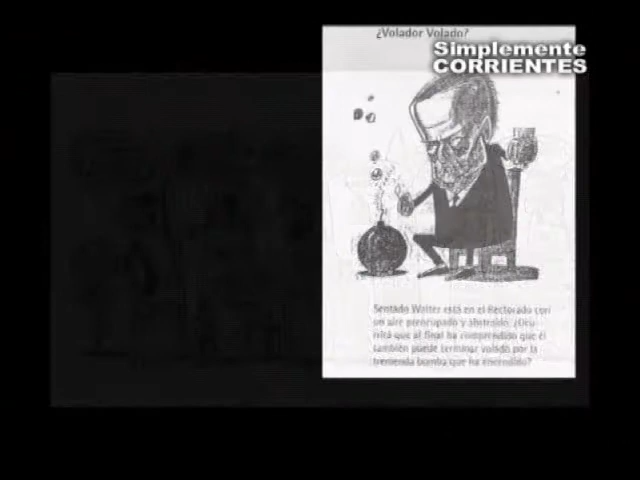 ¿Volador Volado?
Simplemente
CORRIENTES
Sentado Walter está en el Rectorado con
un aire preocupado y abstraído. ¿Ocu-
rrirá que al final ha comprendido que él
también puede terminar volado por la
tremenda bomba que ha encendido?